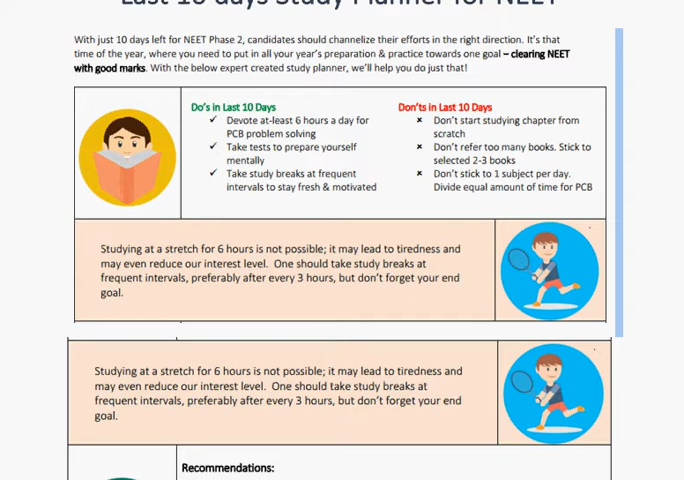 Last 10 days Study Planner for NEET
With just 10 days left for NEET Phase 2, candidates should channelize their efforts in the right direction. It's that
time of the year, where you need to put in all your year's preparation & practice towards one goal – clearing NEET
with good marks. With the below expert created study planner, we'll help you do just that!
Do's in Last 10 Days
✓ Devote at-least 6 hours a day for
PCB problem solving
✓ Take tests to prepare yourself
mentally
✓ Take study breaks at frequent
intervals to stay fresh & motivated
Don'ts in Last 10 Days
× Don't start studying chapter from
scratch
× Don't refer too many books. Stick to
selected 2-3 books
× Don't stick to 1 subject per day.
Divide equal amount of time for PCB
Studying at a stretch for 6 hours is not possible; it may lead to tiredness and
may even reduce our interest level. One should take study breaks at
frequent intervals, preferably after every 3 hours, but don't forget your end
goal.
Studying at a stretch for 6 hours is not possible; it may lead to tiredness and
may even reduce our interest level. One should take study breaks at
frequent intervals, preferably after every 3 hours, but don't forget your end
goal.
Recommendations: